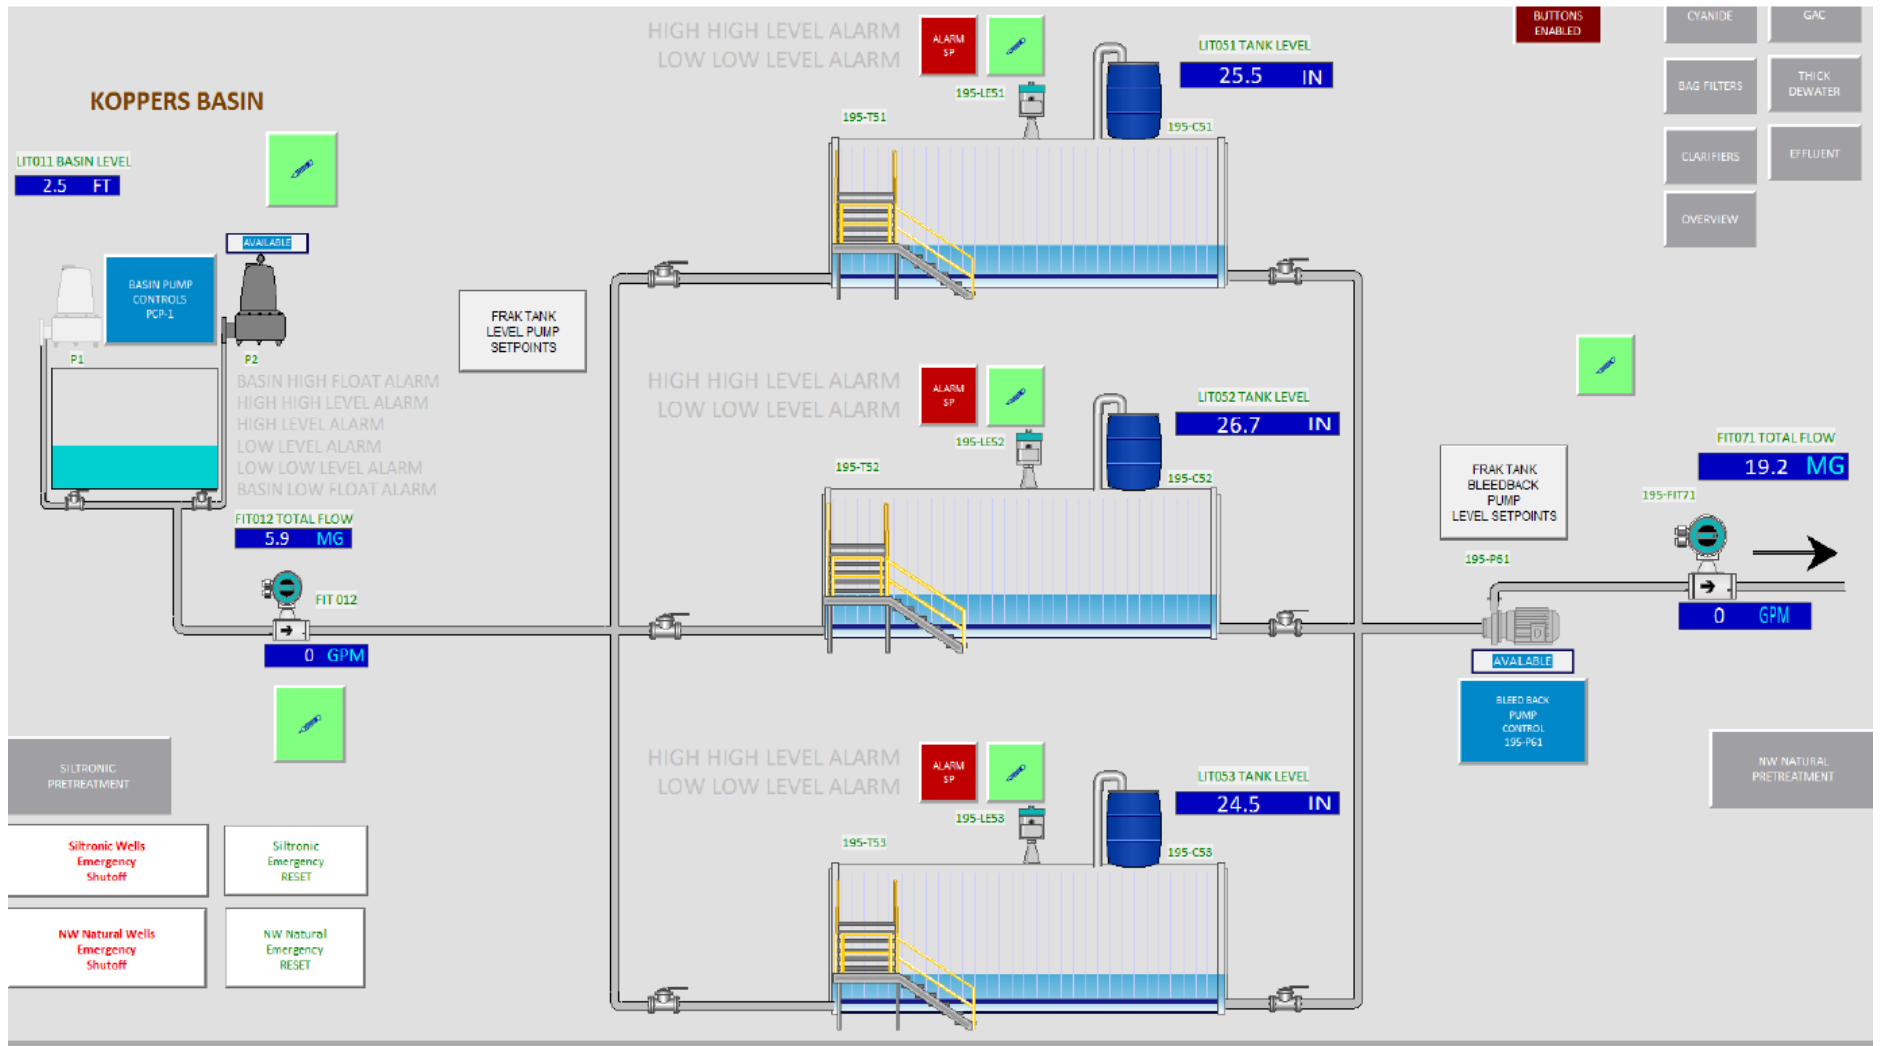 HIGH HIGH LEVEL ALARM
LOW LOW LEVEL ALARM
ALARM
SP
LIT051 TANK LEVEL
25.5 IN
BUTTONS
ENABLED
CYANIDE
GAC
BAG FILTERS
THICK
DEWATER
CLARIFIERS
EFFLUENT
OVERVIEW
KOPPERS BASIN
LIT011 BASIN LEVEL
2.5 FT
195-LE51
195-T51
195-C51
AVAILABLE
BASIN PUMP
CONTROLS
PCP-1
P1
P2
FRAK TANK
LEVEL PUMP
SETPOINTS
BASIN HIGH FLOAT ALARM
HIGH HIGH LEVEL ALARM
HIGH LEVEL ALARM
LOW LEVEL ALARM
LOW LOW LEVEL ALARM
BASIN LOW FLOAT ALARM
FIT012 TOTAL FLOW
5.9 MG
FIT 012
0 GPM
HIGH HIGH LEVEL ALARM
LOW LOW LEVEL ALARM
ALARM
SP
LIT052 TANK LEVEL
26.7 IN
195-LE52
195-T52
195-C52
FRAK TANK
BLEEDBACK
PUMP
LEVEL SETPOINTS
FIT071 TOTAL FLOW
19.2 MG
195-FIT71
195-P61
0 GPM
AVAILABLE
BLEED BACK
PUMP
CONTROL
195-P61
HIGH HIGH LEVEL ALARM
LOW LOW LEVEL ALARM
ALARM
SP
LIT053 TANK LEVEL
24.5 IN
195-LE53
195-T53
195-C53
SILTRONIC
PRETREATMENT
NW NATURAL
PRETREATMENT
Siltronic Wells
Emergency
Shutoff
Siltronic
Emergency
RESET
NW Natural Wells
Emergency
Shutoff
NW Natural
Emergency
RESET